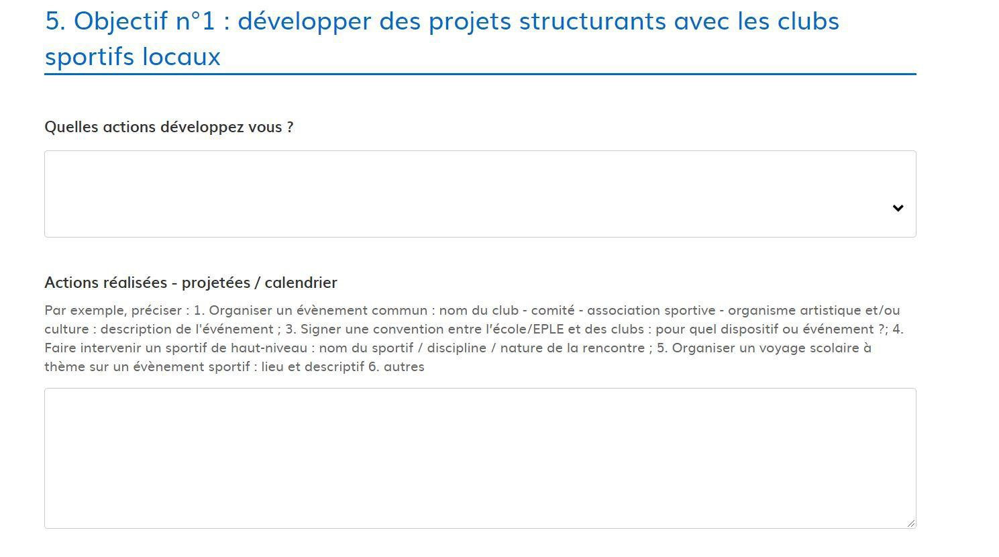 5. Objectif n°1 : développer des projets structurants avec les clubs
sportifs locaux
Quelles actions développez vous ?
Actions réalisées - projetées / calendrier
Par exemple, préciser : 1. Organiser un évènement commun : nom du club - comité - association sportive - organisme artistique et/ou
culture : description de l'événement ; 3. Signer une convention entre l’école/EPLE et des clubs : pour quel dispositif ou événement ?; 4.
Faire intervenir un sportif de haut-niveau : nom du sportif / discipline / nature de la rencontre ; 5. Organiser un voyage scolaire à
thème sur un évènement sportif : lieu et descriptif 6. autres